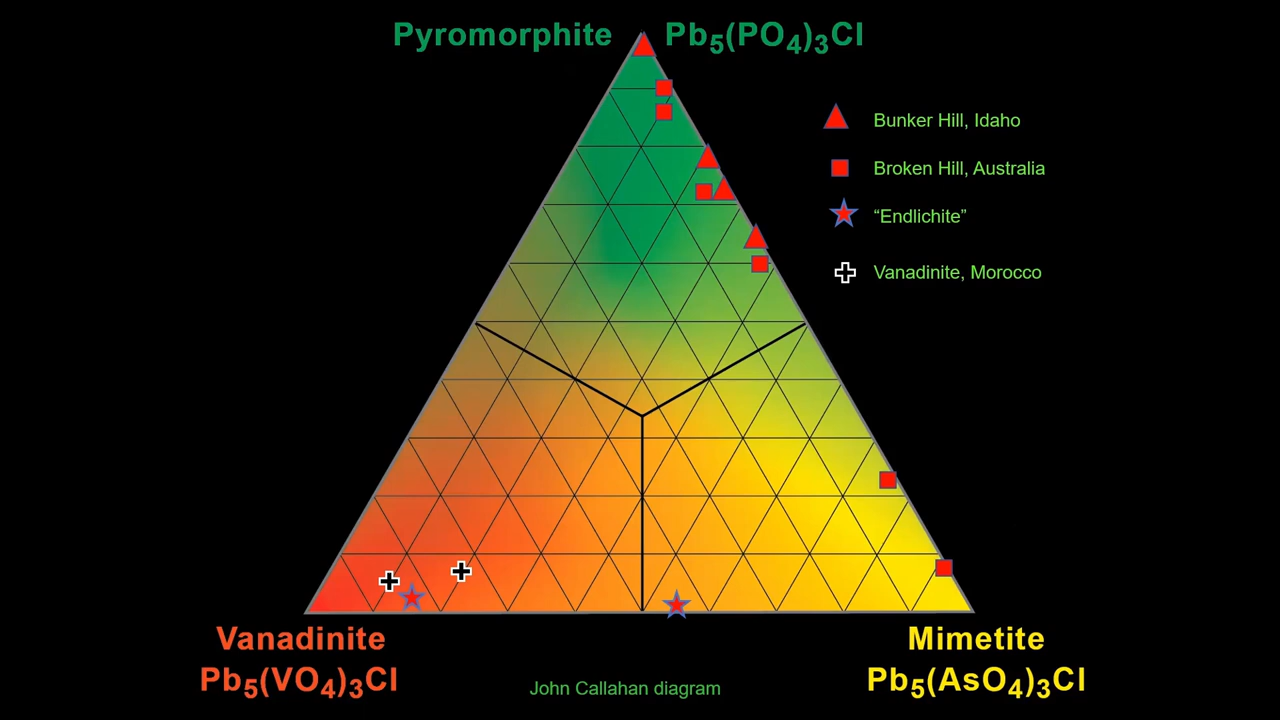 Pyromorphite Pb5(PO4)3Cl
Bunker Hill, Idaho
Broken Hill, Australia
“Endlichite”
Vanadinite, Morocco
Vanadinite
Pb5(VO4)3Cl
Mimetite
Pb5(AsO4)3Cl
John Callahan diagram